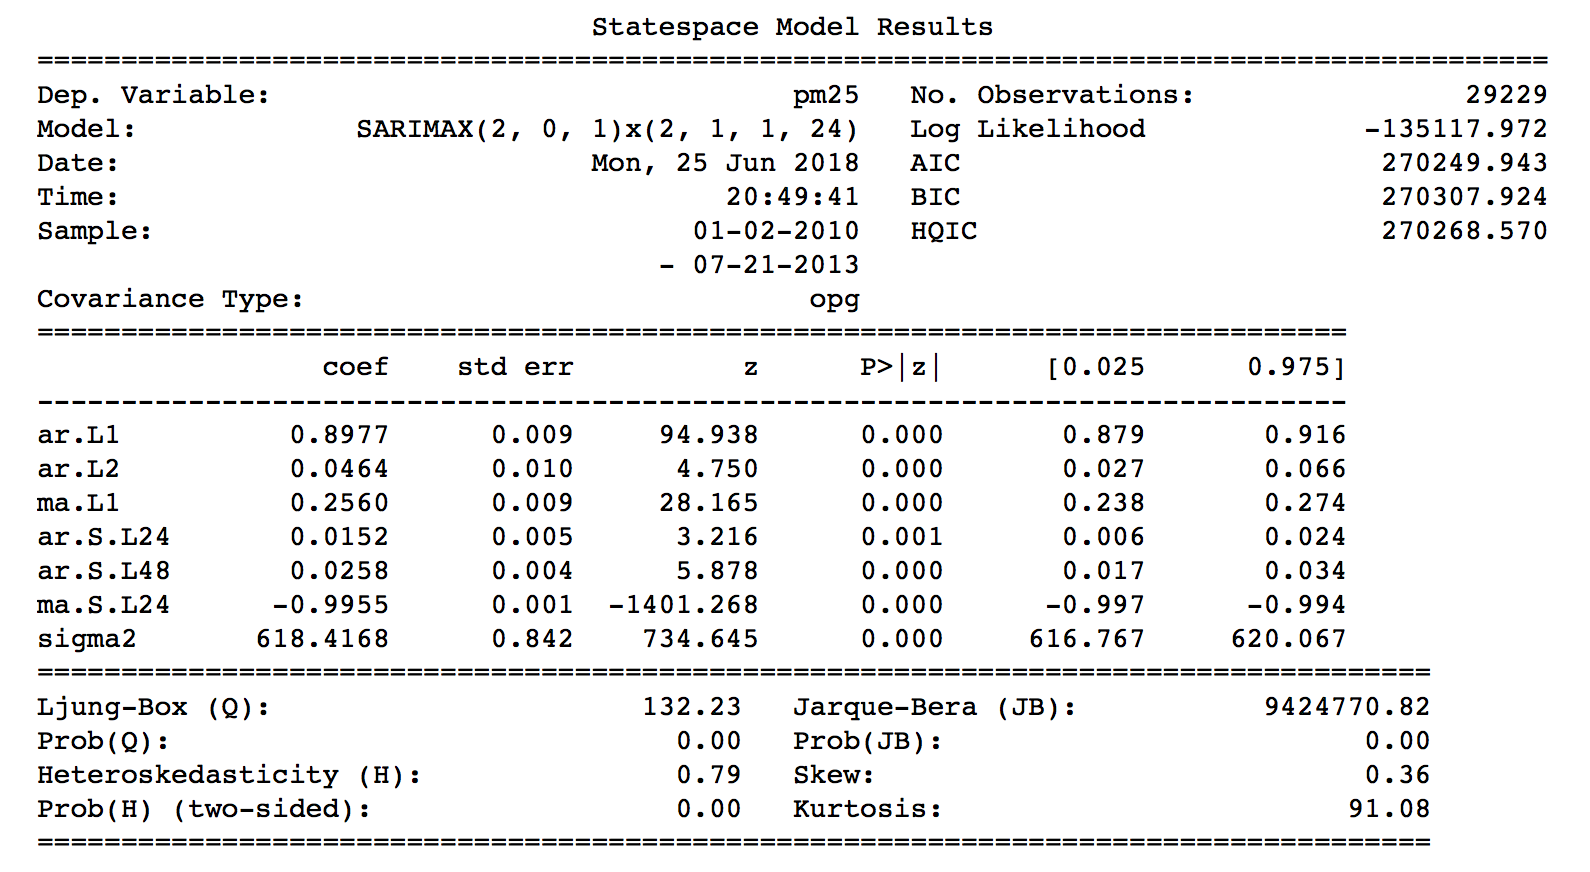 Statespace Model Results
==========================================================================================
Dep. Variable: pm25 No. Observations: 29229
Model: SARIMAX(2, 0, 1)x(2, 1, 1, 24) Log Likelihood -135117.972
Date: Mon, 25 Jun 2018 AIC 270249.943
Time: 20:49:41 BIC 270307.924
Sample: 01-02-2010 HQIC 270268.570
- 07-21-2013
Covariance Type: opg
==============================================================================
coef std err z P>|z| [0.025 0.975]
------------------------------------------------------------------------------
ar.L1 0.8977 0.009 94.938 0.000 0.879 0.916
ar.L2 0.0464 0.010 4.750 0.000 0.027 0.066
ma.L1 0.2560 0.009 28.165 0.000 0.238 0.274
ar.S.L24 0.0152 0.005 3.216 0.001 0.006 0.024
ar.S.L48 0.0258 0.004 5.878 0.000 0.017 0.034
ma.S.L24 -0.9955 0.001 -1401.268 0.000 -0.997 -0.994
sigma2 618.4168 0.842 734.645 0.000 616.767 620.067
===================================================================================
Ljung-Box (Q): 132.23 Jarque-Bera (JB): 9424770.82
Prob(Q): 0.00 Prob(JB): 0.00
Heteroskedasticity (H): 0.79 Skew: 0.36
Prob(H) (two-sided): 0.00 Kurtosis: 91.08
===================================================================================